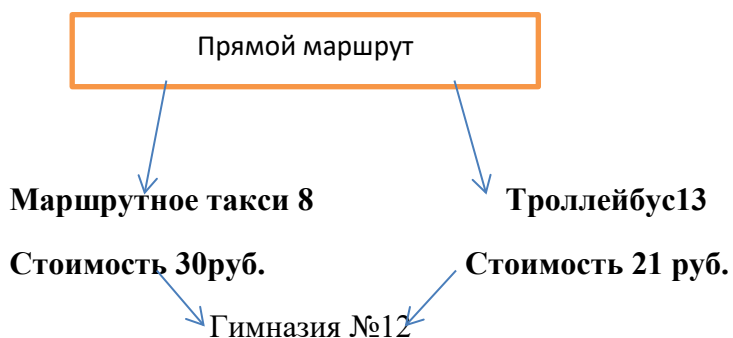 Прямой маршрут
Маршрутное такси 8 Троллейбус13
Стоимость 30руб. Стоимость 21 руб.
Гимназия №12